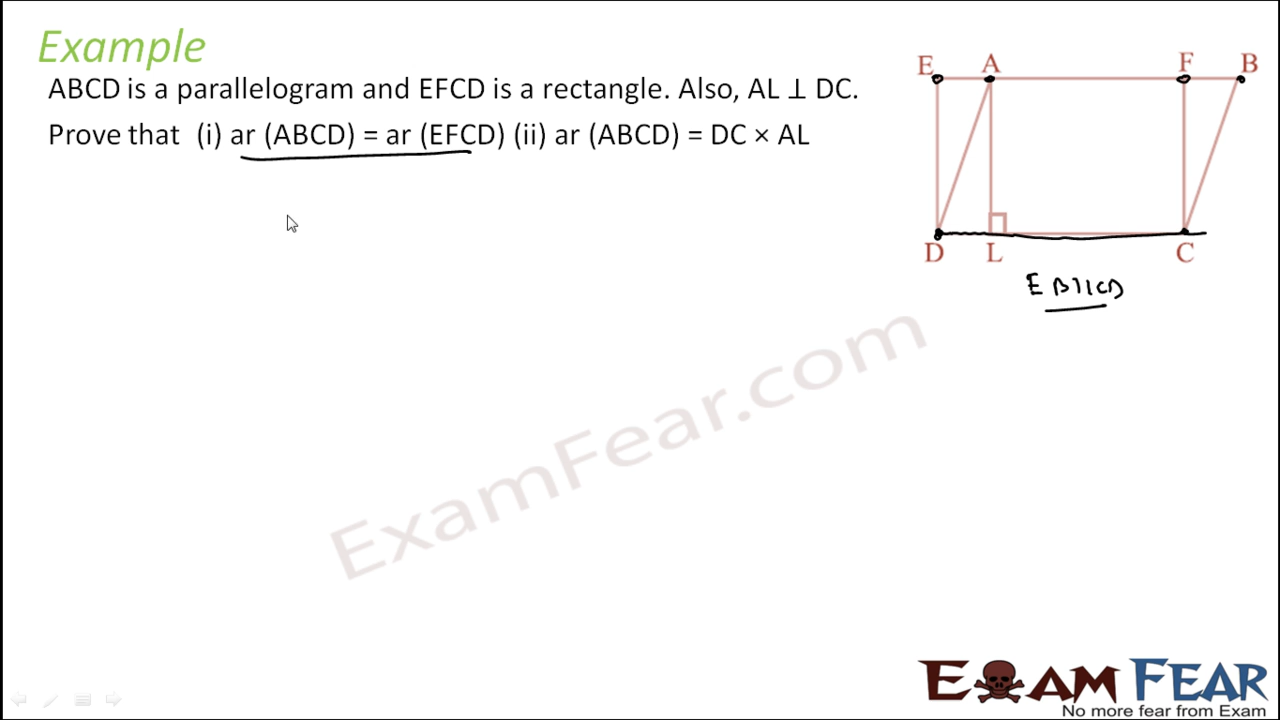 Example
ABCD is a parallelogram and EFCD is a rectangle. Also, AL ⊥ DC.
Prove that (i) ar (ABCD) = ar (EFCD) (ii) ar (ABCD) = DC × AL
E A F B
D L C
EB || CD
ExamFear.com
EXAM FEAR
No more fear from Exam